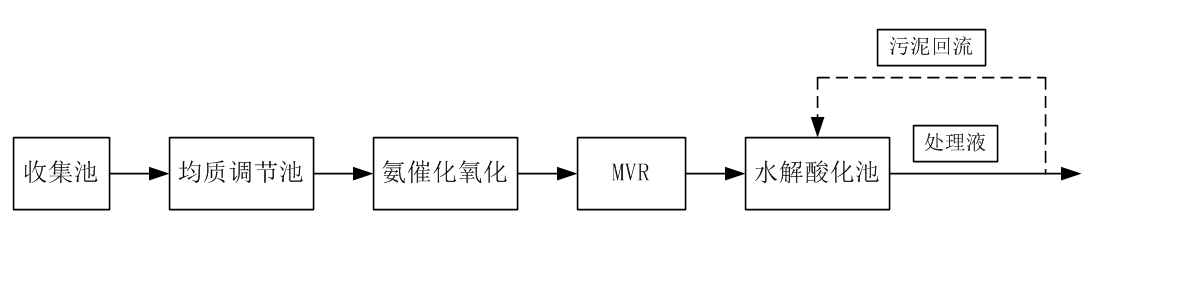 污泥回流
处理液
收集池
均质调节池
氨催化氧化
MVR
水解酸化池